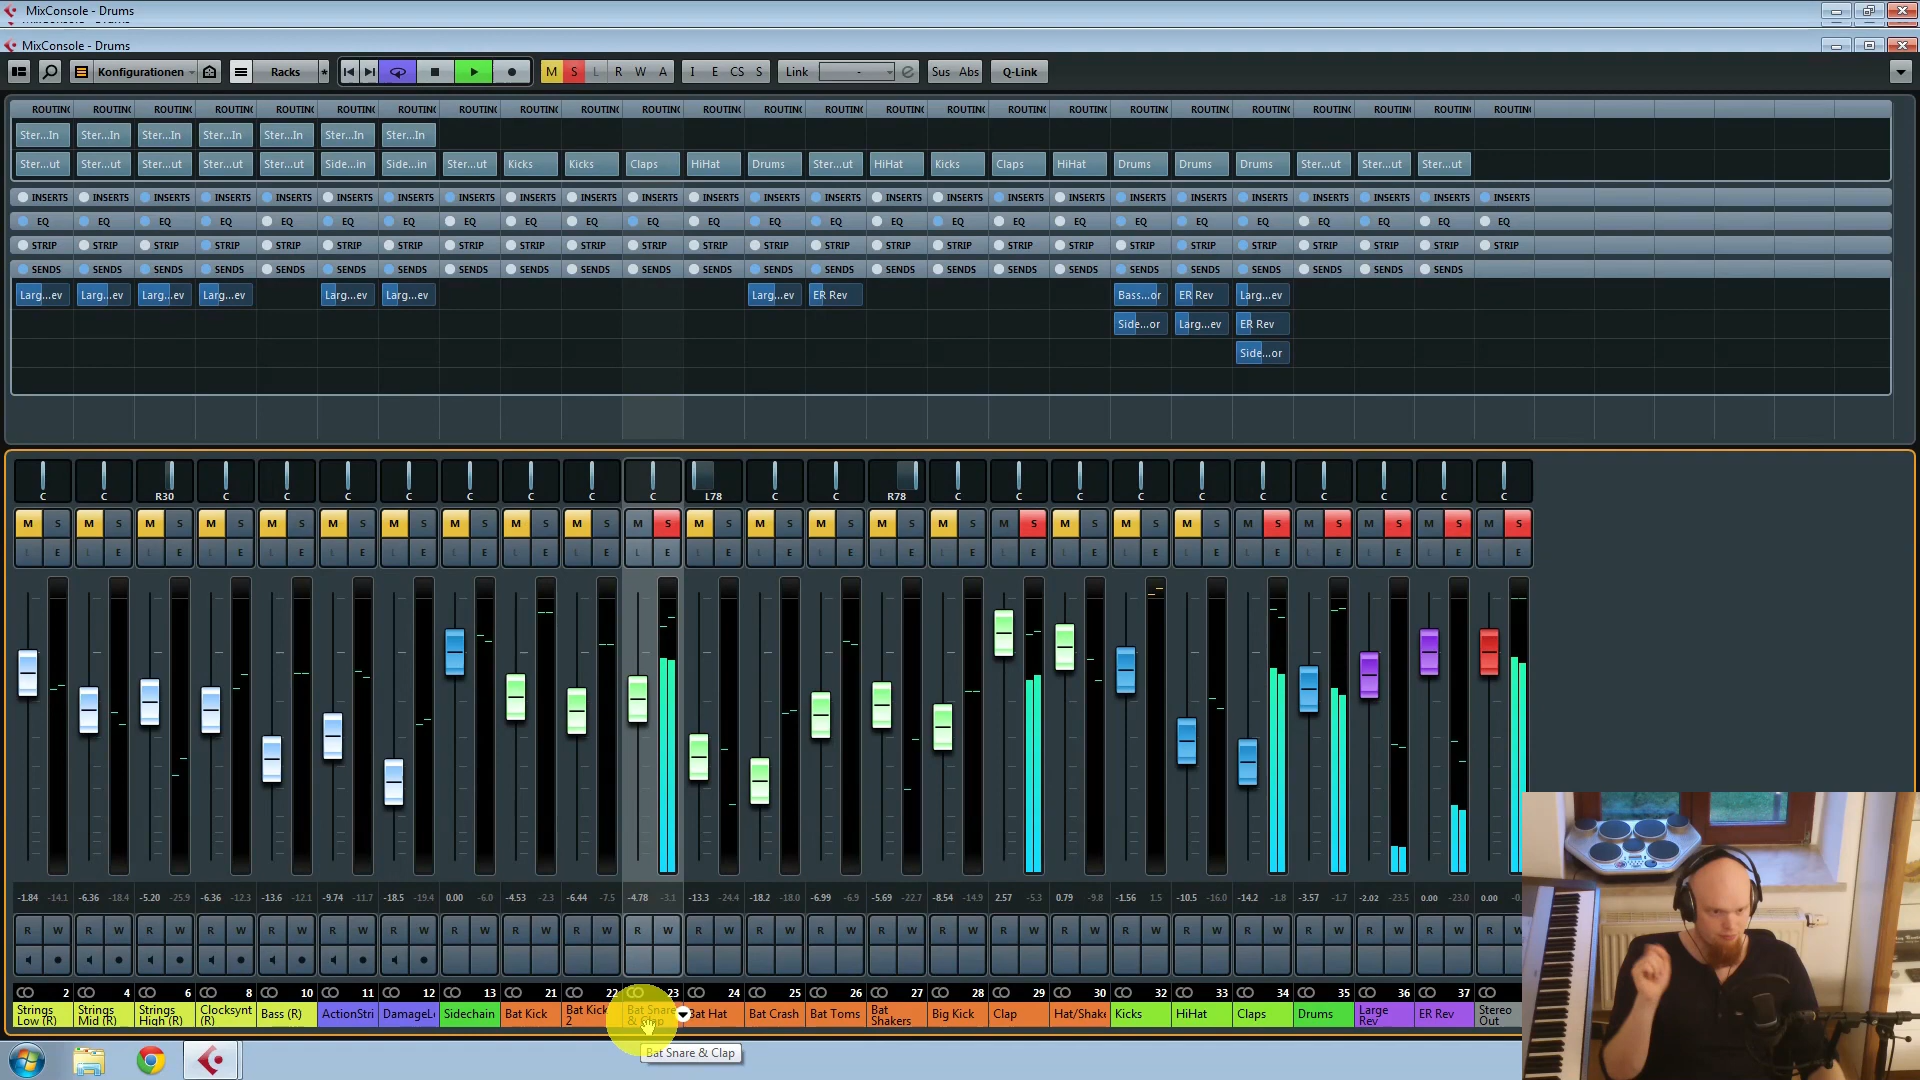 MixConsole - Drums
MixConsole - Drums
Konfigurationen Racks * M S L R W A I E CS S Link - Sus Abs Q-Link
ROUTING ROUTING ROUTING ROUTING ROUTING ROUTING ROUTING ROUTING ROUTING ROUTING ROUTING ROUTING ROUTING ROUTING ROUTING ROUTING ROUTING ROUTING ROUTING ROUTING ROUTING ROUTING ROUTING ROUTING ROUTING
Ster...In Ster...In Ster...In Ster...In Ster...In Ster...In Ster...In
Ster...ut Ster...ut Ster...ut Ster...ut Ster...ut Side...in Side...in Ster...ut Kicks Kicks Claps HiHat Drums Ster...ut HiHat Kicks Claps HiHat Drums Drums Drums Ster...ut Ster...ut Ster...ut
INSERTS INSERTS INSERTS INSERTS INSERTS INSERTS INSERTS INSERTS INSERTS INSERTS INSERTS INSERTS INSERTS INSERTS INSERTS INSERTS INSERTS INSERTS INSERTS INSERTS INSERTS INSERTS INSERTS INSERTS INSERTS
EQ EQ EQ EQ EQ EQ EQ EQ EQ EQ EQ EQ EQ EQ EQ EQ EQ EQ EQ EQ EQ EQ EQ EQ EQ
STRIP STRIP STRIP STRIP STRIP STRIP STRIP STRIP STRIP STRIP STRIP STRIP STRIP STRIP STRIP STRIP STRIP STRIP STRIP STRIP STRIP STRIP STRIP STRIP STRIP
SENDS SENDS SENDS SENDS SENDS SENDS SENDS SENDS SENDS SENDS SENDS SENDS SENDS SENDS SENDS SENDS SENDS SENDS SENDS SENDS SENDS SENDS SENDS SENDS
Larg...ev Larg...ev Larg...ev Larg...ev Larg...ev Larg...ev Larg...ev ER Rev Bass...or ER Rev Larg...ev
Side...or Larg...ev ER Rev
Side...or
C C R30 C C C C C C C C L78 C C R78 C C C C C C C C C C
M S M S M S M S M S M S M S M S M S M S M S M S M S M S M S M S M S M S M S M S M S M S M S M S M S
L E L E L E L E L E L E L E L E L E L E L E L E L E L E L E L E L E L E L E L E L E L E L E L E L E
-1.84 -14.1 -6.36 -18.4 -5.20 -25.9 -6.36 -12.3 -13.6 -12.1 -9.74 -11.7 -18.5 -19.4 0.00 -6.0 -4.53 -2.3 -6.44 -7.5 -4.78 -3.1 -13.3 -24.4 -18.2 -18.0 -6.99 -9.6 -5.69 -22.7 -8.54 -14.9 2.57 -5.3 0.79 -9.8 -1.56 1.5 -10.5 -16.0 -14.2 -1.8 -3.57 -1.7 -2.02 -23.5 0.00 -23.0 0.00
R W R W R W R W R W R W R W R W R W R W R W R W R W R W R W R W R W R W R W R W R W R W R W R W R W
2 4 6 8 10 11 12 13 21 22 23 24 25 26 27 28 29 30 32 33 34 35 36 37
Strings Low (R) Strings Mid (R) Strings High (R) Clocksynt (R) Bass (R) ActionStri DamageL Sidechain Bat Kick Bat Kick 2 Bat Snare & Clap Bat Hat Bat Crash Bat Toms Bat Shakers Big Kick Clap Hat/Shake Kicks HiHat Claps Drums Large Rev ER Rev Stereo Out
Bat Snare & Clap